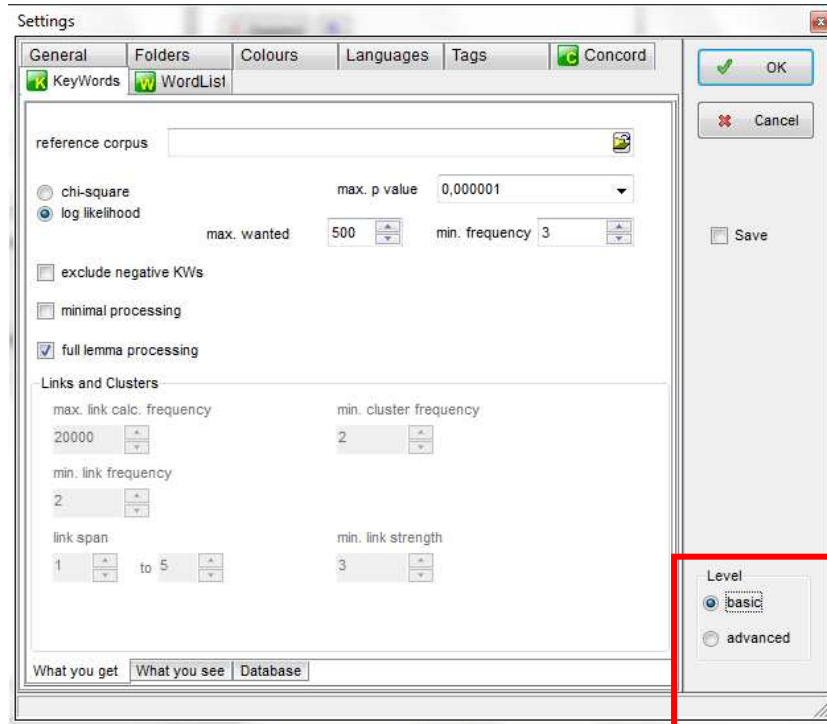 Settings
General Folders Colours Languages Tags C Concord
K KeyWords W WordList
OK
Cancel
reference corpus
chi-square max. p value 0,000001
log likelihood
max. wanted 500 min. frequency 3
Save
exclude negative KWs
minimal processing
full lemma processing
Links and Clusters
max. link calc. frequency min. cluster frequency
20000 2
min. link frequency
2
link span min. link strength
1 to 5 3
Level
basic
advanced
What you get What you see Database